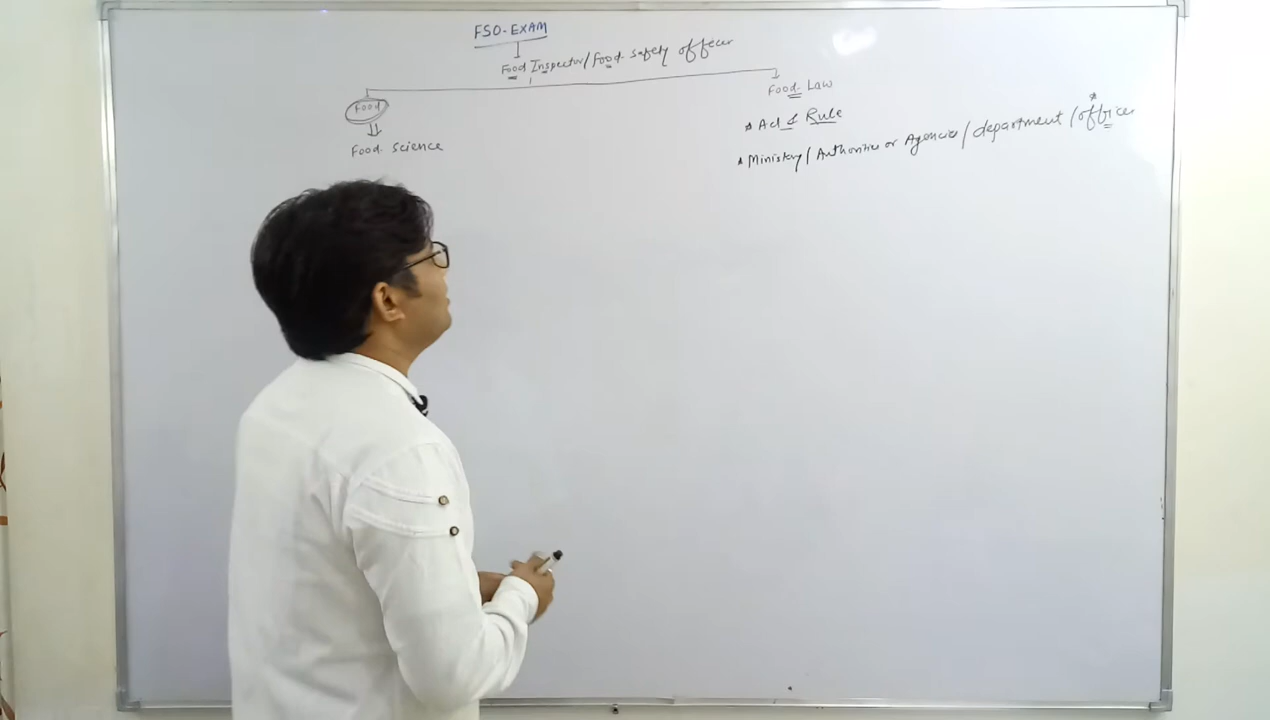 FSO-EXAM
Food Inspector/Food Safety officer
Food
Food Law
Food Science
* Act & Rule
* Ministry/Authorities or Agencies/department/officer